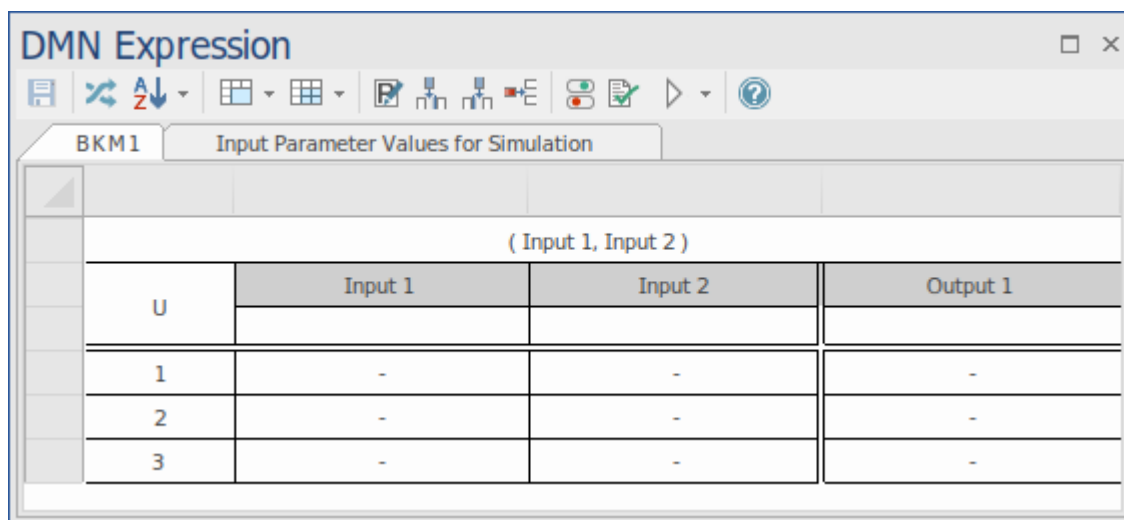 DMN Expression
BKM1 Input Parameter Values for Simulation
( Input 1, Input 2 )
U Input 1 Input 2 Output 1
1 - - -
2 - - -
3 - - -